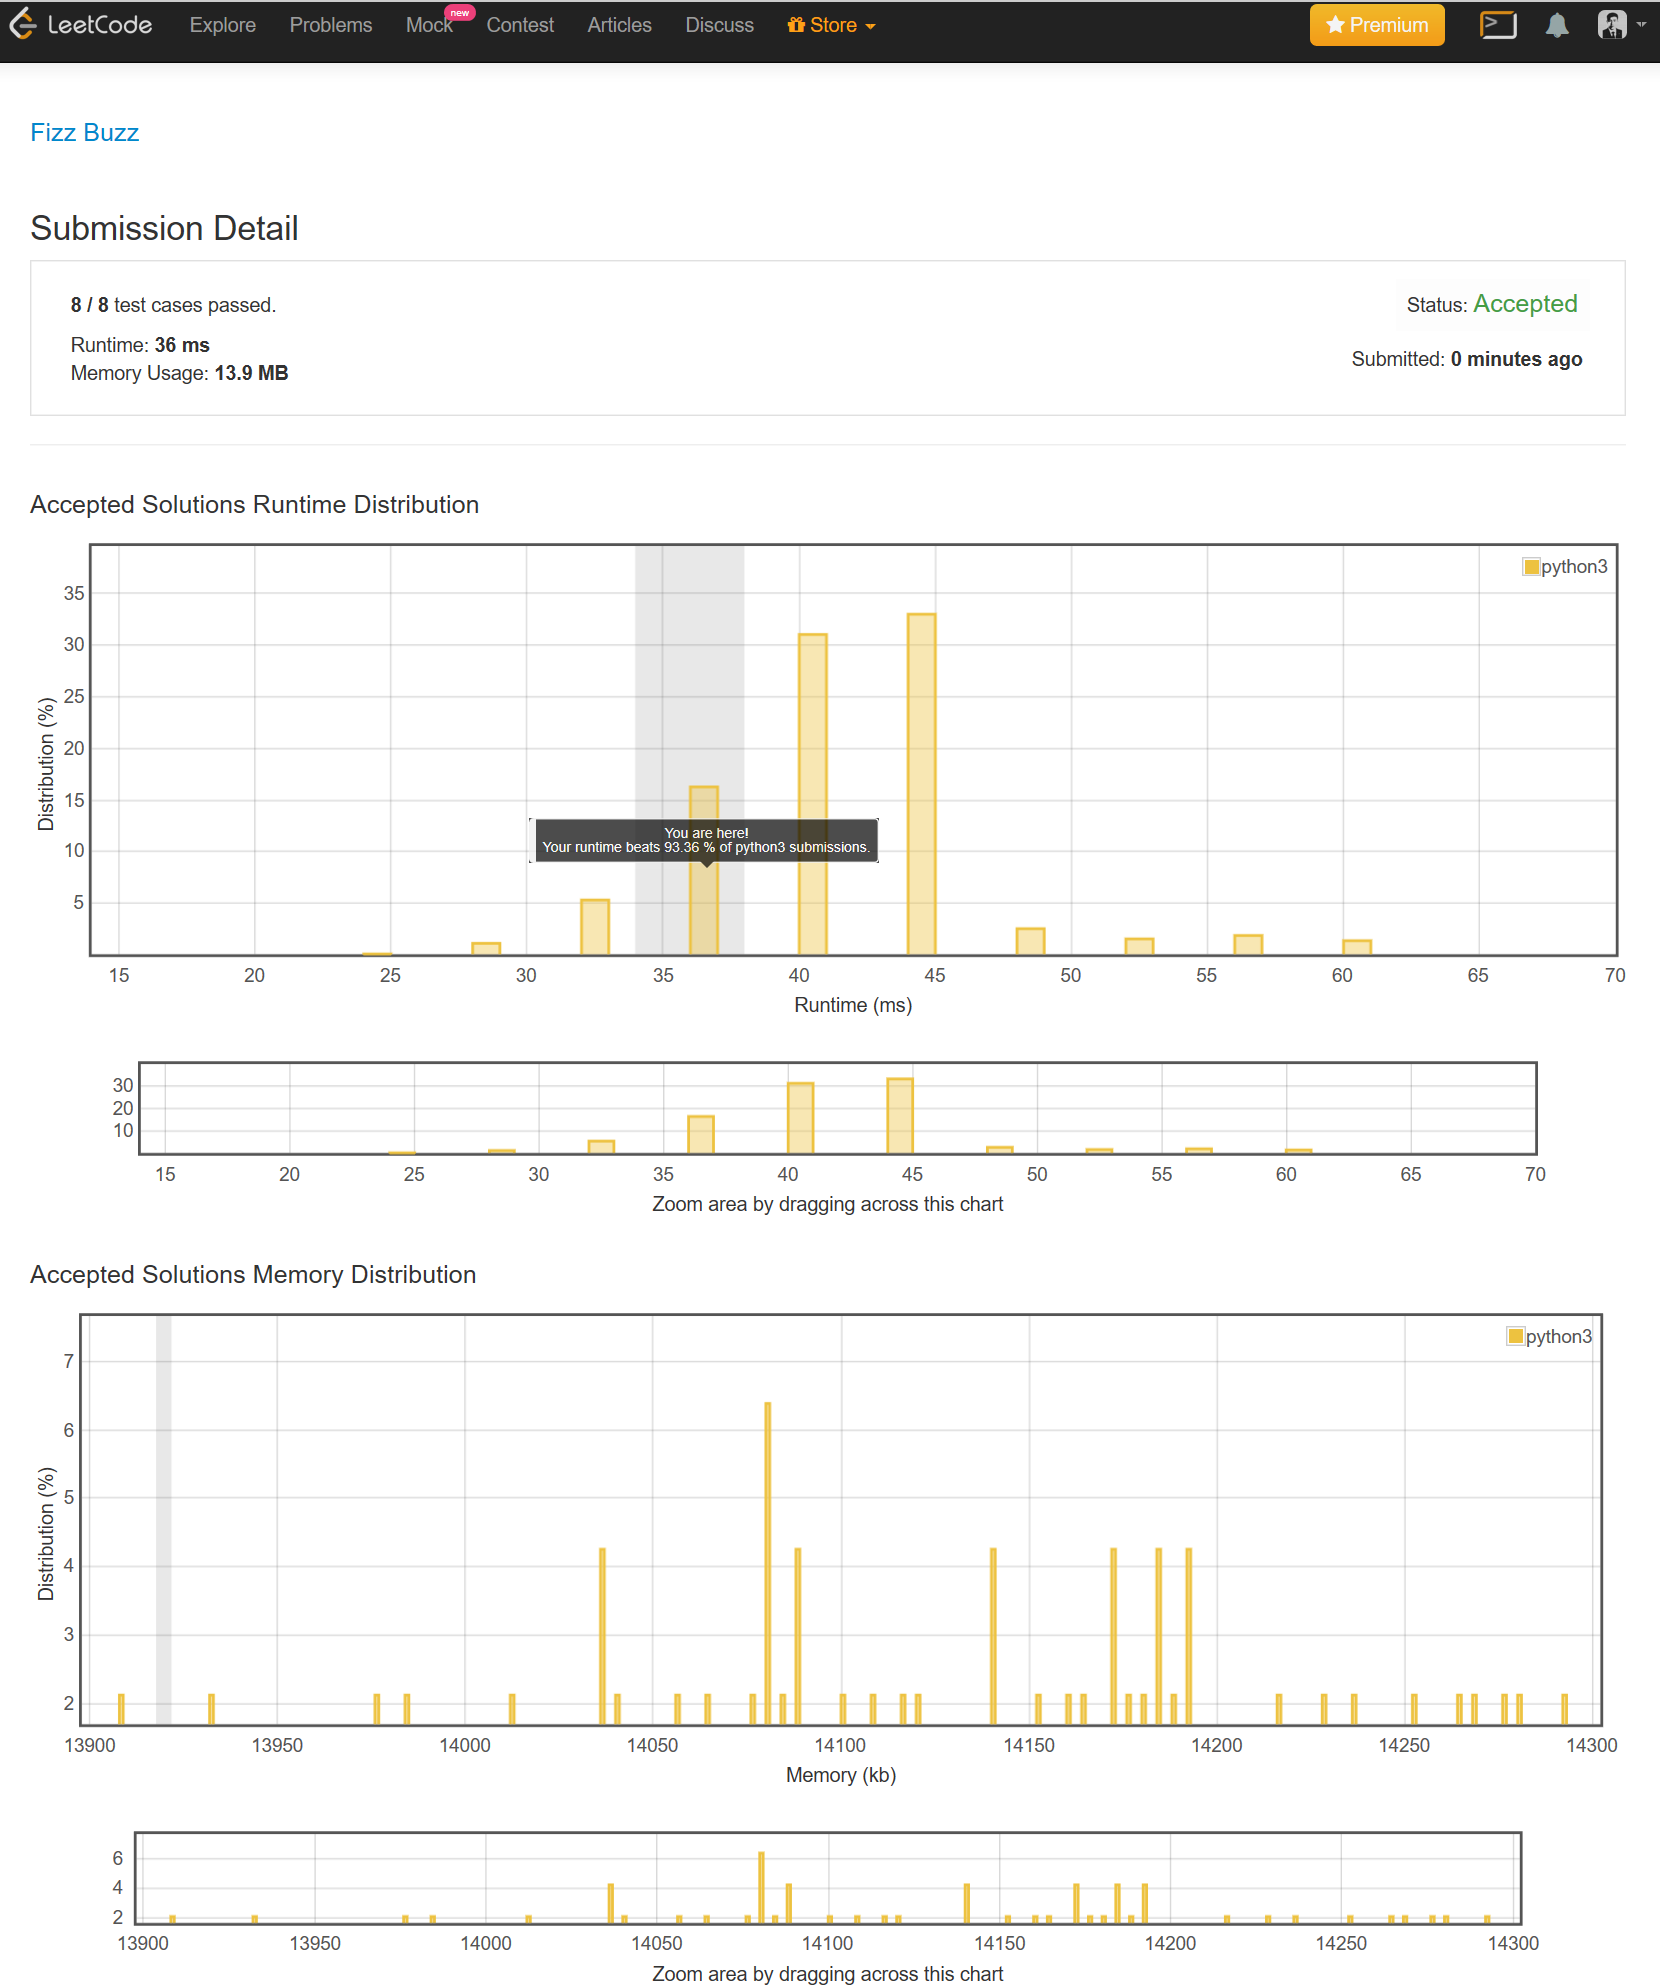 LeetCode Explore Problems Mock new Contest Articles Discuss Store Premium
Fizz Buzz
Submission Detail
8 / 8 test cases passed.
Status: Accepted
Runtime: 36 ms
Submitted: 0 minutes ago
Memory Usage: 13.9 MB
Accepted Solutions Runtime Distribution
python3
35
30
25
20
15
10
5
Distribution (%)
You are here!
Your runtime beats 93.36 % of python3 submissions.
15 20 25 30 35 40 45 50 55 60 65 70
Runtime (ms)
30
20
10
15 20 25 30 35 40 45 50 55 60 65 70
Zoom area by dragging across this chart
Accepted Solutions Memory Distribution
python3
7
6
5
4
3
2
Distribution (%)
13900 13950 14000 14050 14100 14150 14200 14250 14300
Memory (kb)
6
4
2
13900 13950 14000 14050 14100 14150 14200 14250 14300
Zoom area by dragging across this chart